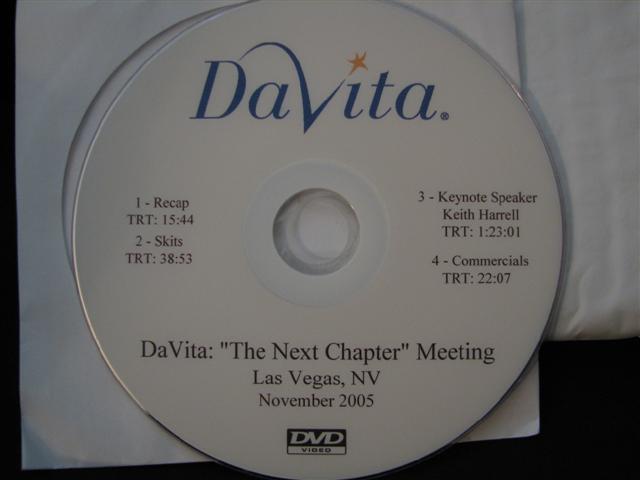 DaVita®
1 - Recap
TRT: 15:44
2 - Skits
TRT: 38:53
3 - Keynote Speaker
Keith Harrell
TRT: 1:23:01
4 - Commercials
TRT: 22:07
DaVita: "The Next Chapter" Meeting
Las Vegas, NV
November 2005
DVD
VIDEO